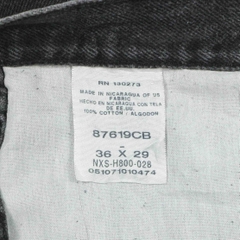 RN 130273
MADE IN NICARAGUA OF US
FABRIC
HECHO EN NICARAGUA CON TELA
DE EE.UU.
100% COTTON / ALGODON
87619CB
36 X 29
NXS-H800-026
051071010474